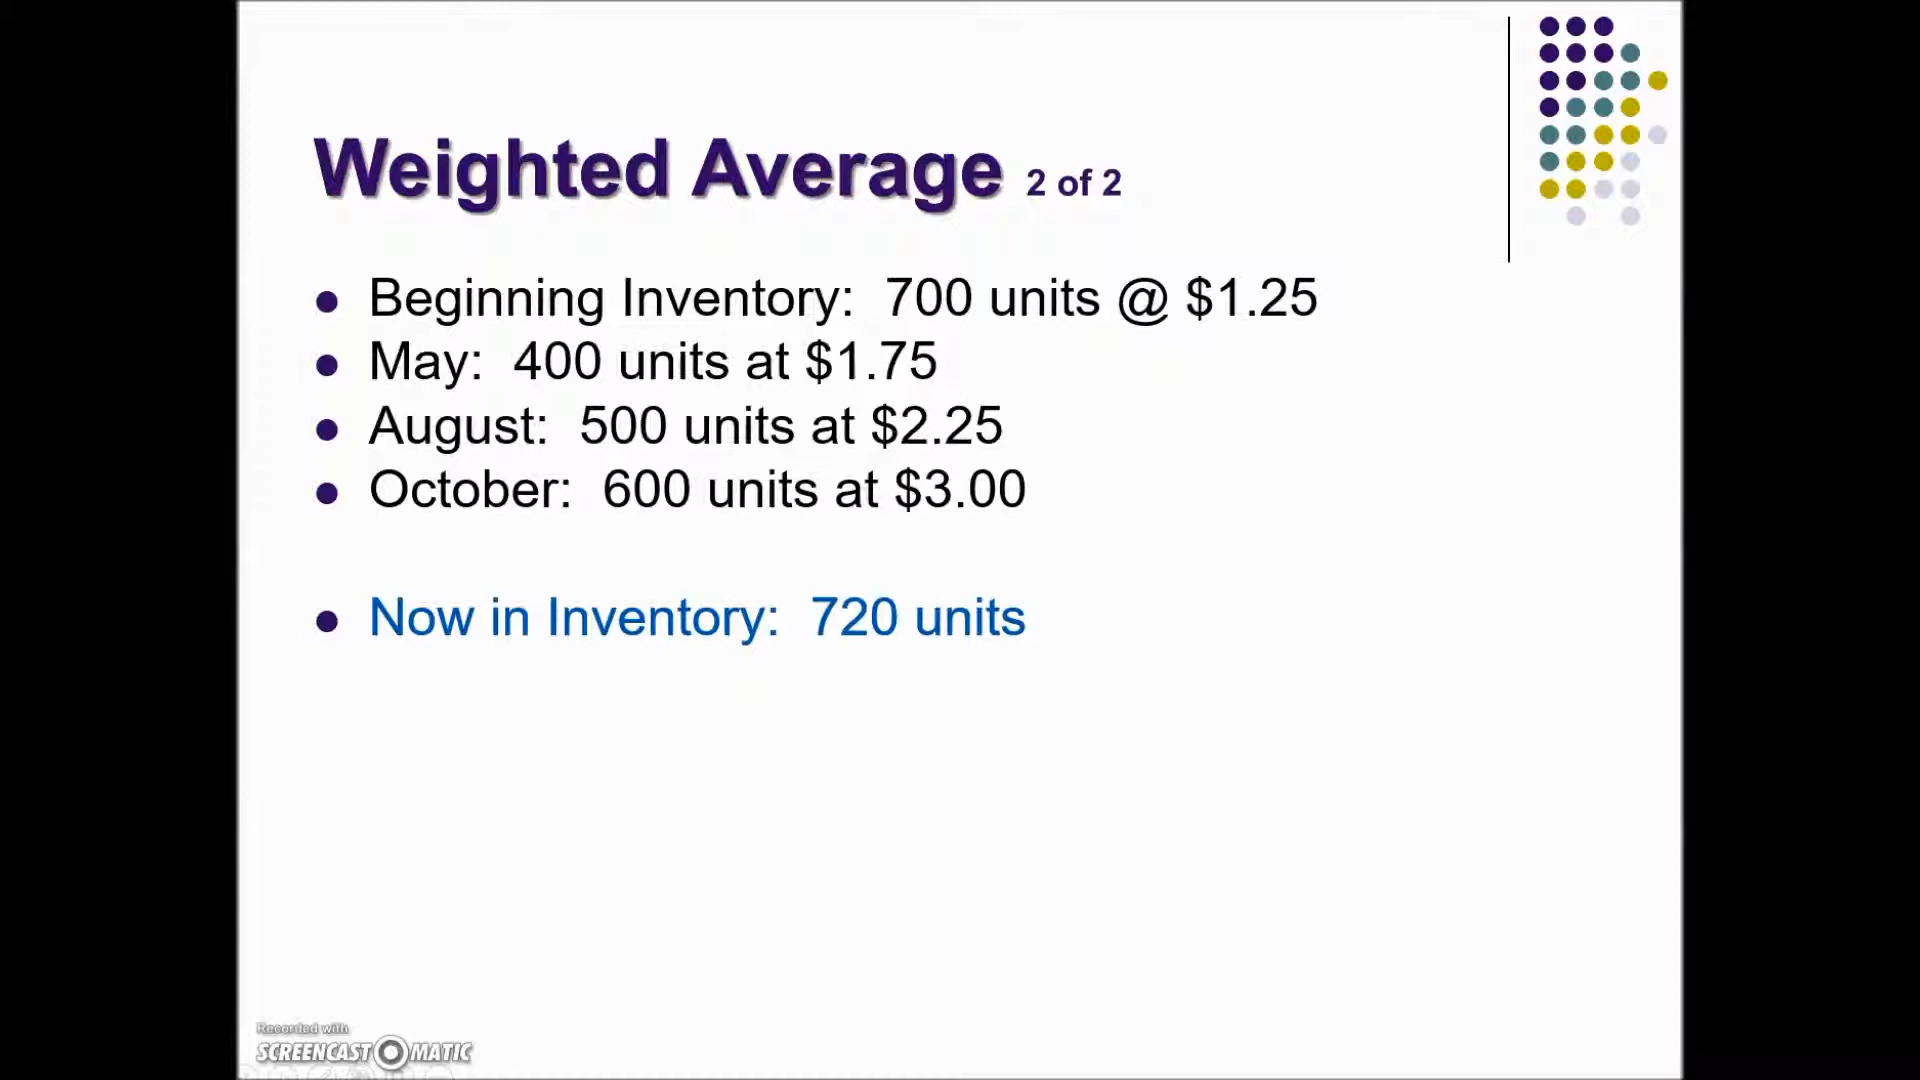 Weighted Average 2 of 2
Beginning Inventory: 700 units @ $1.25
May: 400 units at $1.75
August: 500 units at $2.25
October: 600 units at $3.00
Now in Inventory: 720 units
Recorded with
SCREENCAST MATIC